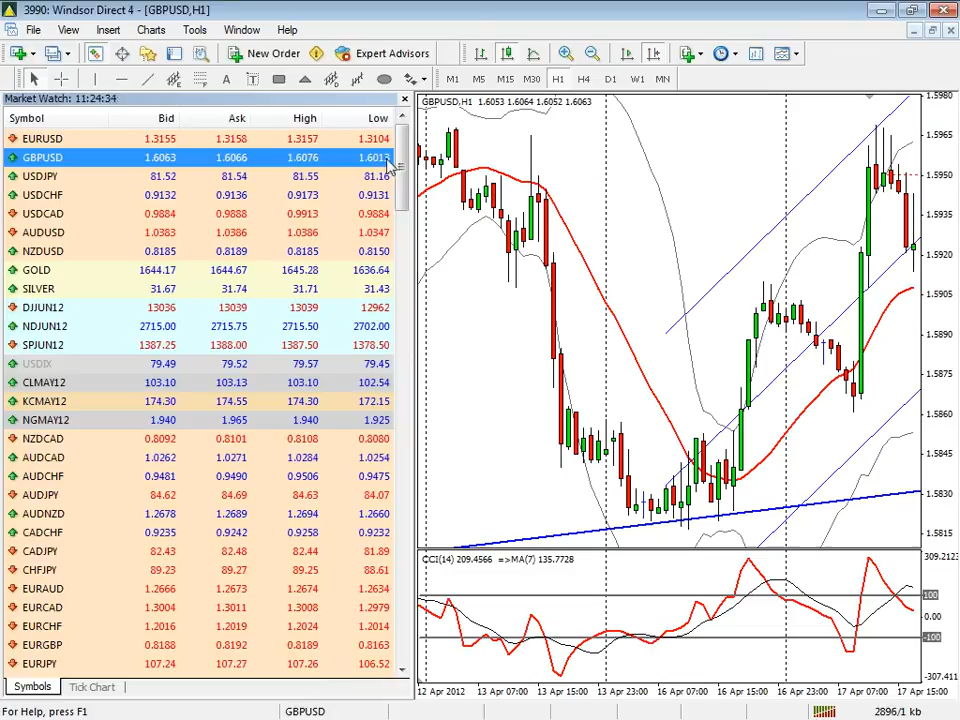 3990: Windsor Direct 4 - [GBPUSD,H1]
File View Insert Charts Tools Window Help
New Order Expert Advisors
A T M1 M5 M15 M30 H1 H4 D1 W1 MN
Market Watch: 11:24:34
Symbol Bid Ask High Low
EURUSD 1.3155 1.3158 1.3157 1.3104
GBPUSD 1.6063 1.6066 1.6076 1.6013
USDJPY 81.52 81.54 81.55 81.16
USDCHF 0.9132 0.9136 0.9173 0.9131
USDCAD 0.9884 0.9888 0.9913 0.9884
AUDUSD 1.0383 1.0386 1.0386 1.0347
NZDUSD 0.8185 0.8189 0.8185 0.8150
GOLD 1644.17 1644.67 1645.28 1636.64
SILVER 31.67 31.74 31.71 31.43
DJJUN12 13036 13039 13039 12962
NDJUN12 2715.00 2715.75 2715.50 2702.00
SPJUN12 1387.25 1388.00 1387.50 1378.50
USDIX 79.49 79.52 79.57 79.45
CLMAY12 103.10 103.13 103.10 102.54
KCMAY12 174.30 174.55 174.30 172.15
NGMAY12 1.940 1.965 1.940 1.925
NZDCAD 0.8092 0.8101 0.8108 0.8080
AUDCAD 1.0262 1.0271 1.0284 1.0254
AUDCHF 0.9481 0.9490 0.9506 0.9475
AUDJPY 84.62 84.69 84.63 84.07
AUDNZD 1.2678 1.2689 1.2694 1.2660
CADCHF 0.9235 0.9242 0.9258 0.9232
CADJPY 82.43 82.48 82.44 81.89
CHFJPY 89.23 89.27 89.25 88.61
EURAUD 1.2666 1.2673 1.2674 1.2634
EURCAD 1.3004 1.3011 1.3008 1.2979
EURCHF 1.2016 1.2019 1.2024 1.2014
EURGBP 0.8188 0.8192 0.8189 0.8163
EURJPY 107.24 107.27 107.26 106.52
Symbols Tick Chart
GBPUSD,H1 1.6053 1.6064 1.6052 1.6063
1.5980
1.5965
1.5950
1.5935
1.5920
1.5905
1.5890
1.5875
1.5860
1.5845
1.5830
1.5815
CCI(14) 209.4566 =>MA(7) 135.7728
309.2123
100
0.00
-100
-307.411
12 Apr 2012 13 Apr 07:00 13 Apr 15:00 13 Apr 23:00 16 Apr 07:00 16 Apr 15:00 16 Apr 23:00 17 Apr 07:00 17 Apr 15:00
For Help, press F1 GBPUSD 2896/1 kb